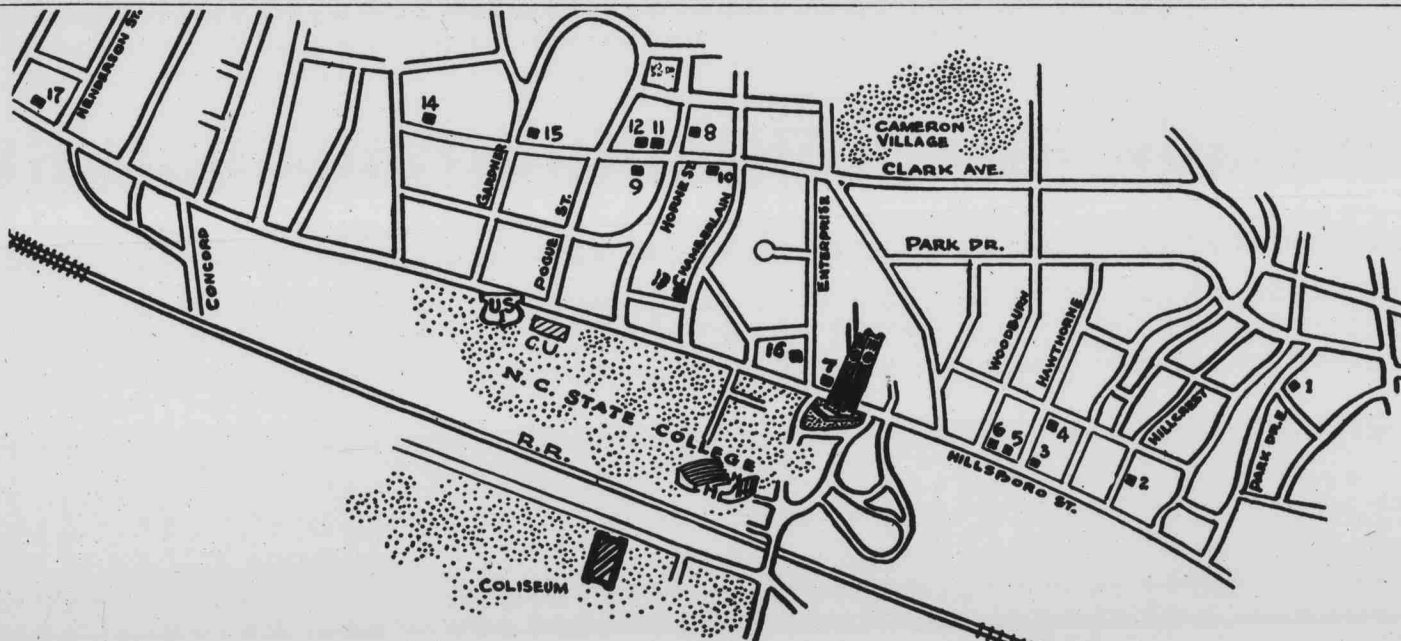 HENDERSON ST.
17
14
15
12 11
8
9
10
GARDNER
POGUE ST.
HORNE ST.
CHAMBERLAIN
CONCORD
CAMERON
VILLAGE
CLARK AVE.
PARK DR.
ENTERPRISE
WOODBURN
HAWTHORNE
HILLCREST
PARK DR. E.
1
U.S.
1
C.U.
N.C. STATE COLLEGE
R.R.
16
7
6 5
3
4
2
HILLSBORO ST.
COLISEUM